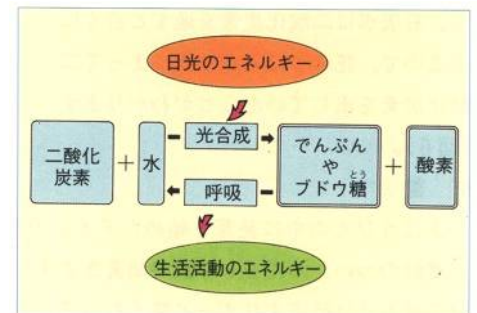 日光のエネルギー
二酸化
炭素
+
水
光合成
呼吸
でんぷん
や
ブドウ糖
とう
+
酸素
生活活動のエネルギー